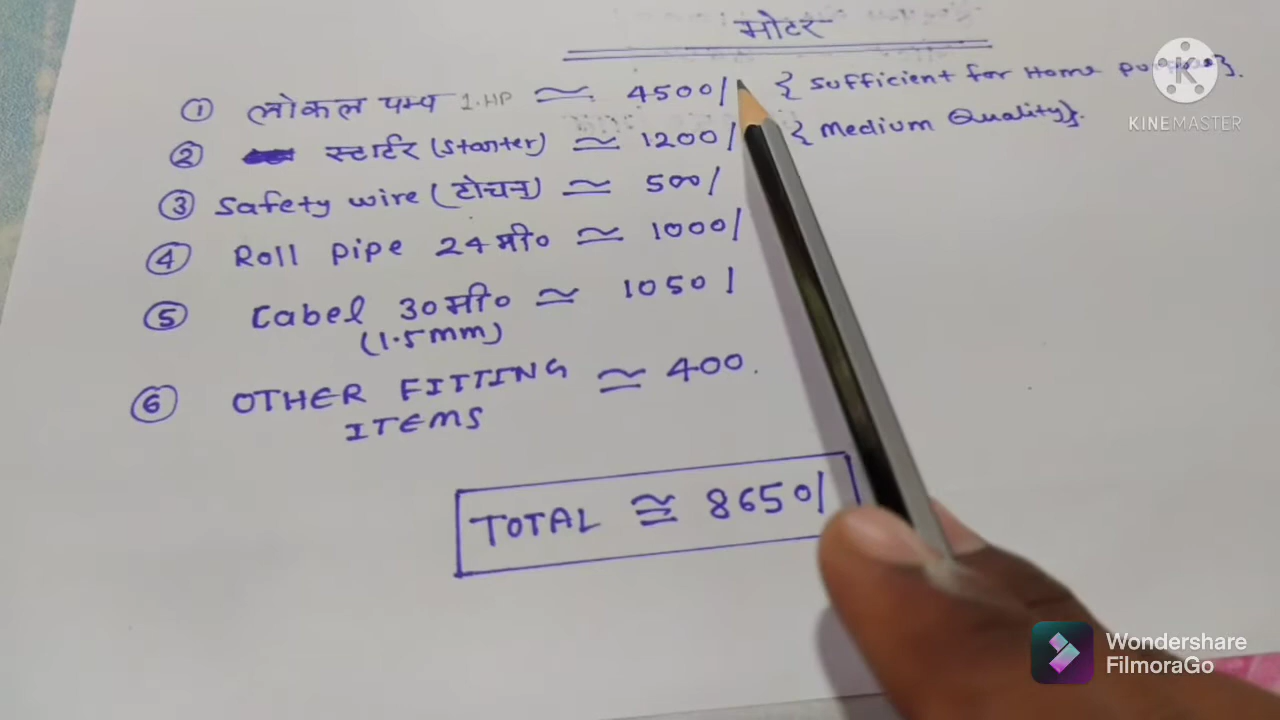 मोटर
① लोकल पम्प 1.HP ≃ 4500/ { Sufficient for Home purpose}.
② स्टार्टर (Starter) ≃ 1200/ { Medium Quality}.
③ Safety wire (टोचन) ≃ 500/
④ Roll pipe 24 मी० ≃ 1000/
⑤ Cabel 30 मी० ≃ 1050/
(1.5mm)
⑥ OTHER FITTING ≅ 400.
ITEMS
TOTAL ≅ 8650/
KINEMASTER
Wondershare
FilmoraGo